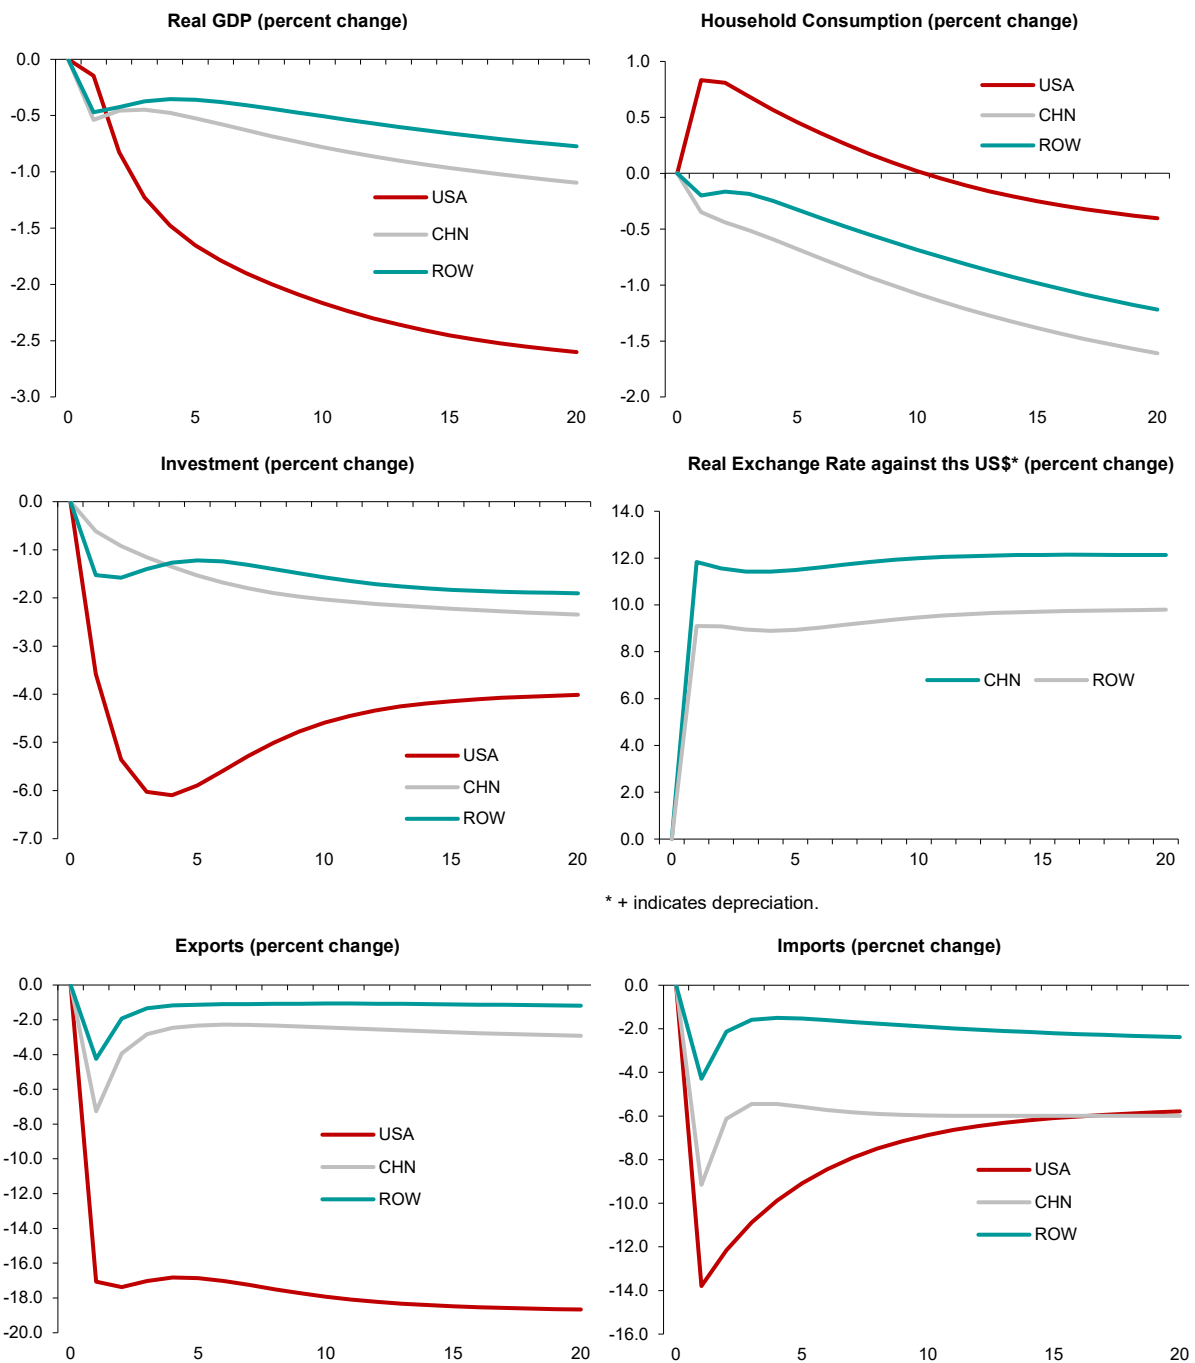 Real GDP (percent change)
0.0
-0.5
-1.0
-1.5
-2.0
-2.5
-3.0
USA
CHN
ROW
0 5 10 15 20
Household Consumption (percent change)
1.0
0.5
0.0
-0.5
-1.0
-1.5
-2.0
USA
CHN
ROW
0 5 10 15 20
Investment (percent change)
0.0
-1.0
-2.0
-3.0
-4.0
-5.0
-6.0
-7.0
USA
CHN
ROW
0 5 10 15 20
Real Exchange Rate against ths US$* (percent change)
14.0
12.0
10.0
8.0
6.0
4.0
2.0
0.0
CHN ROW
0 5 10 15 20
* + indicates depreciation.
Exports (percent change)
0.0
-2.0
-4.0
-6.0
-8.0
-10.0
-12.0
-14.0
-16.0
-18.0
-20.0
USA
CHN
ROW
0 5 10 15 20
Imports (percnet change)
0.0
-2.0
-4.0
-6.0
-8.0
-10.0
-12.0
-14.0
-16.0
USA
CHN
ROW
0 5 10 15 20